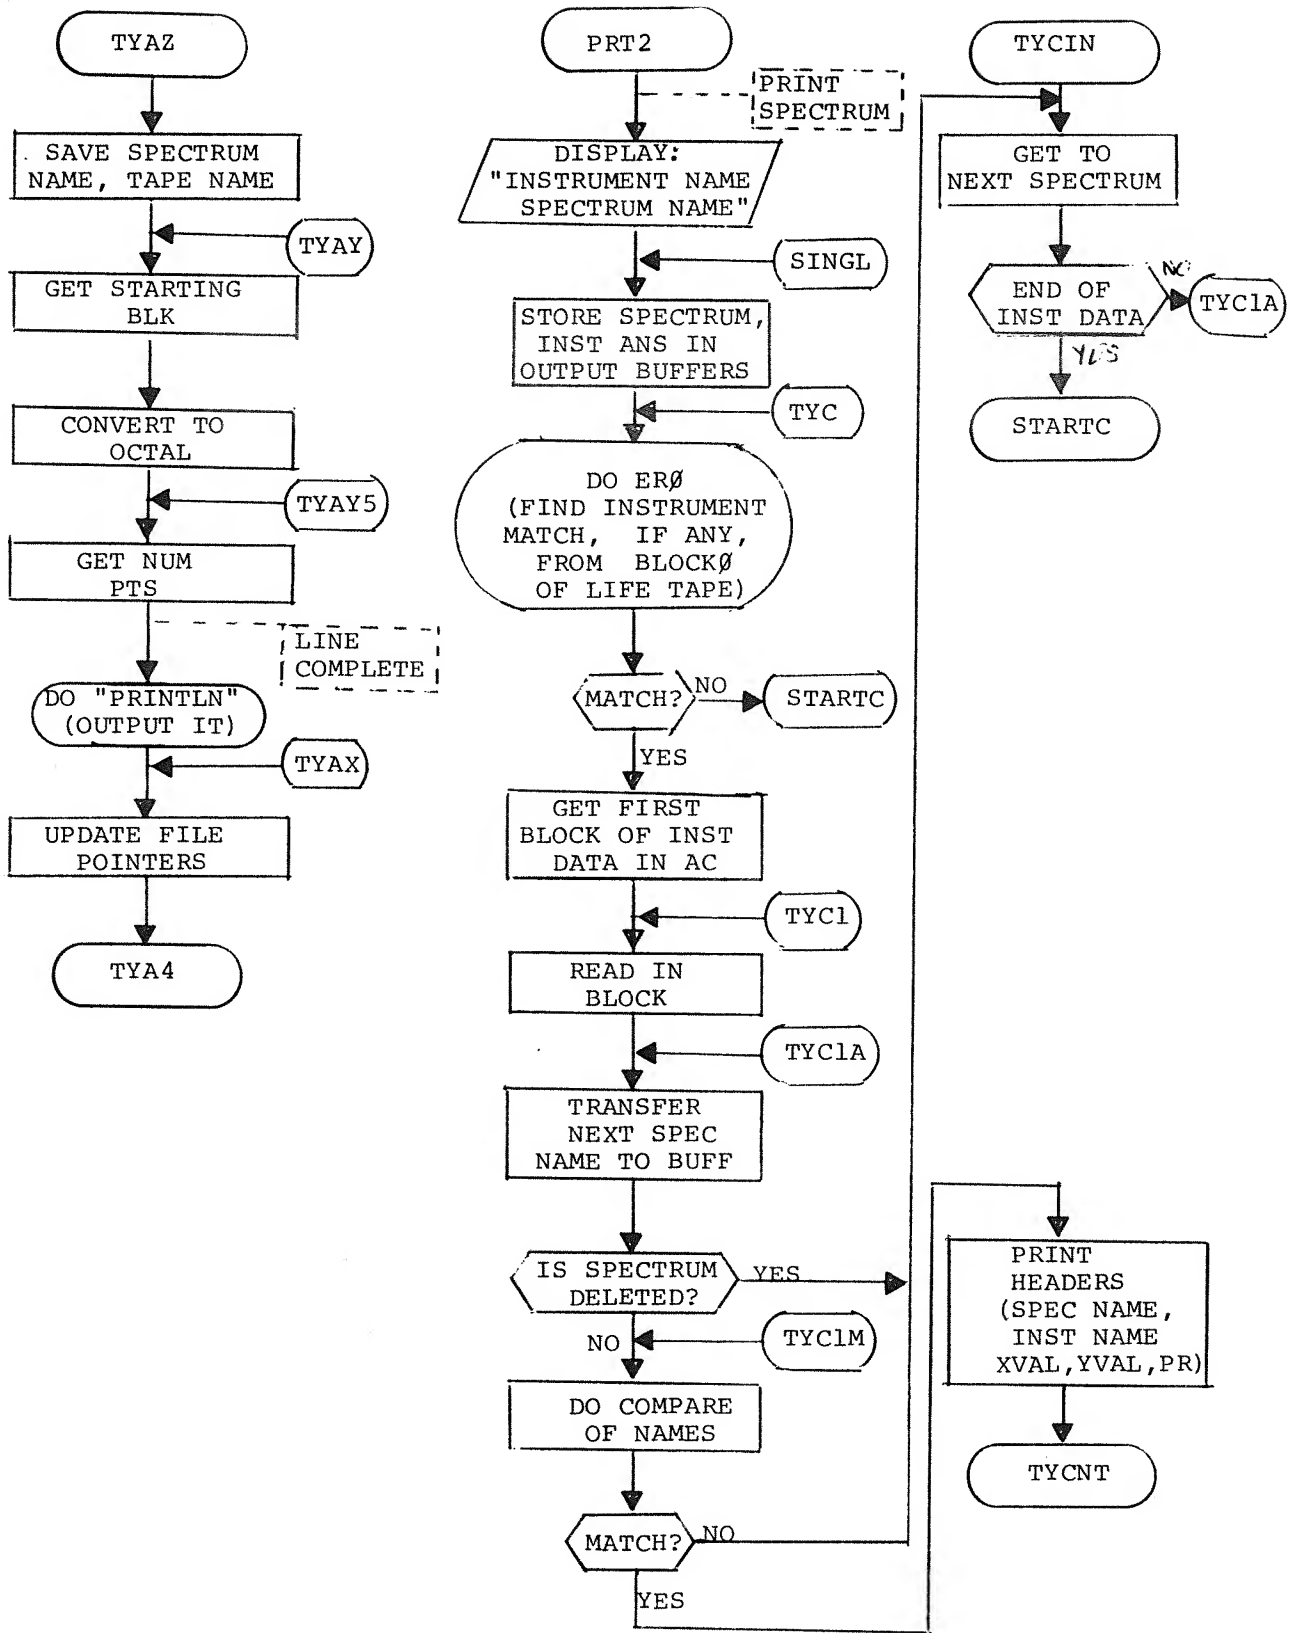 TYAZ
SAVE SPECTRUM
NAME, TAPE NAME
TYAY
GET STARTING
BLK
CONVERT TO
OCTAL
TYAY5
GET NUM
PTS
LINE
COMPLETE
DO "PRINTLN"
(OUTPUT IT)
TYAX
UPDATE FILE
POINTERS
TYA4
PRT2
PRINT
SPECTRUM
DISPLAY:
"INSTRUMENT NAME
SPECTRUM NAME"
SINGL
STORE SPECTRUM,
INST ANS IN
OUTPUT BUFFERS
TYC
DO ERØ
(FIND INSTRUMENT
MATCH, IF ANY,
FROM BLOCKØ
OF LIFE TAPE)
MATCH?
NO
STARTC
YES
GET FIRST
BLOCK OF INST
DATA IN AC
TYC1
READ IN
BLOCK
TYC1A
TRANSFER
NEXT SPEC
NAME TO BUFF
IS SPECTRUM
DELETED?
YES
NO
TYC1M
DO COMPARE
OF NAMES
MATCH?
NO
YES
TYCIN
GET TO
NEXT SPECTRUM
END OF
INST DATA
NO
TYC1A
YES
STARTC
PRINT
HEADERS
(SPEC NAME,
INST NAME
XVAL,YVAL,PR)
TYCNT